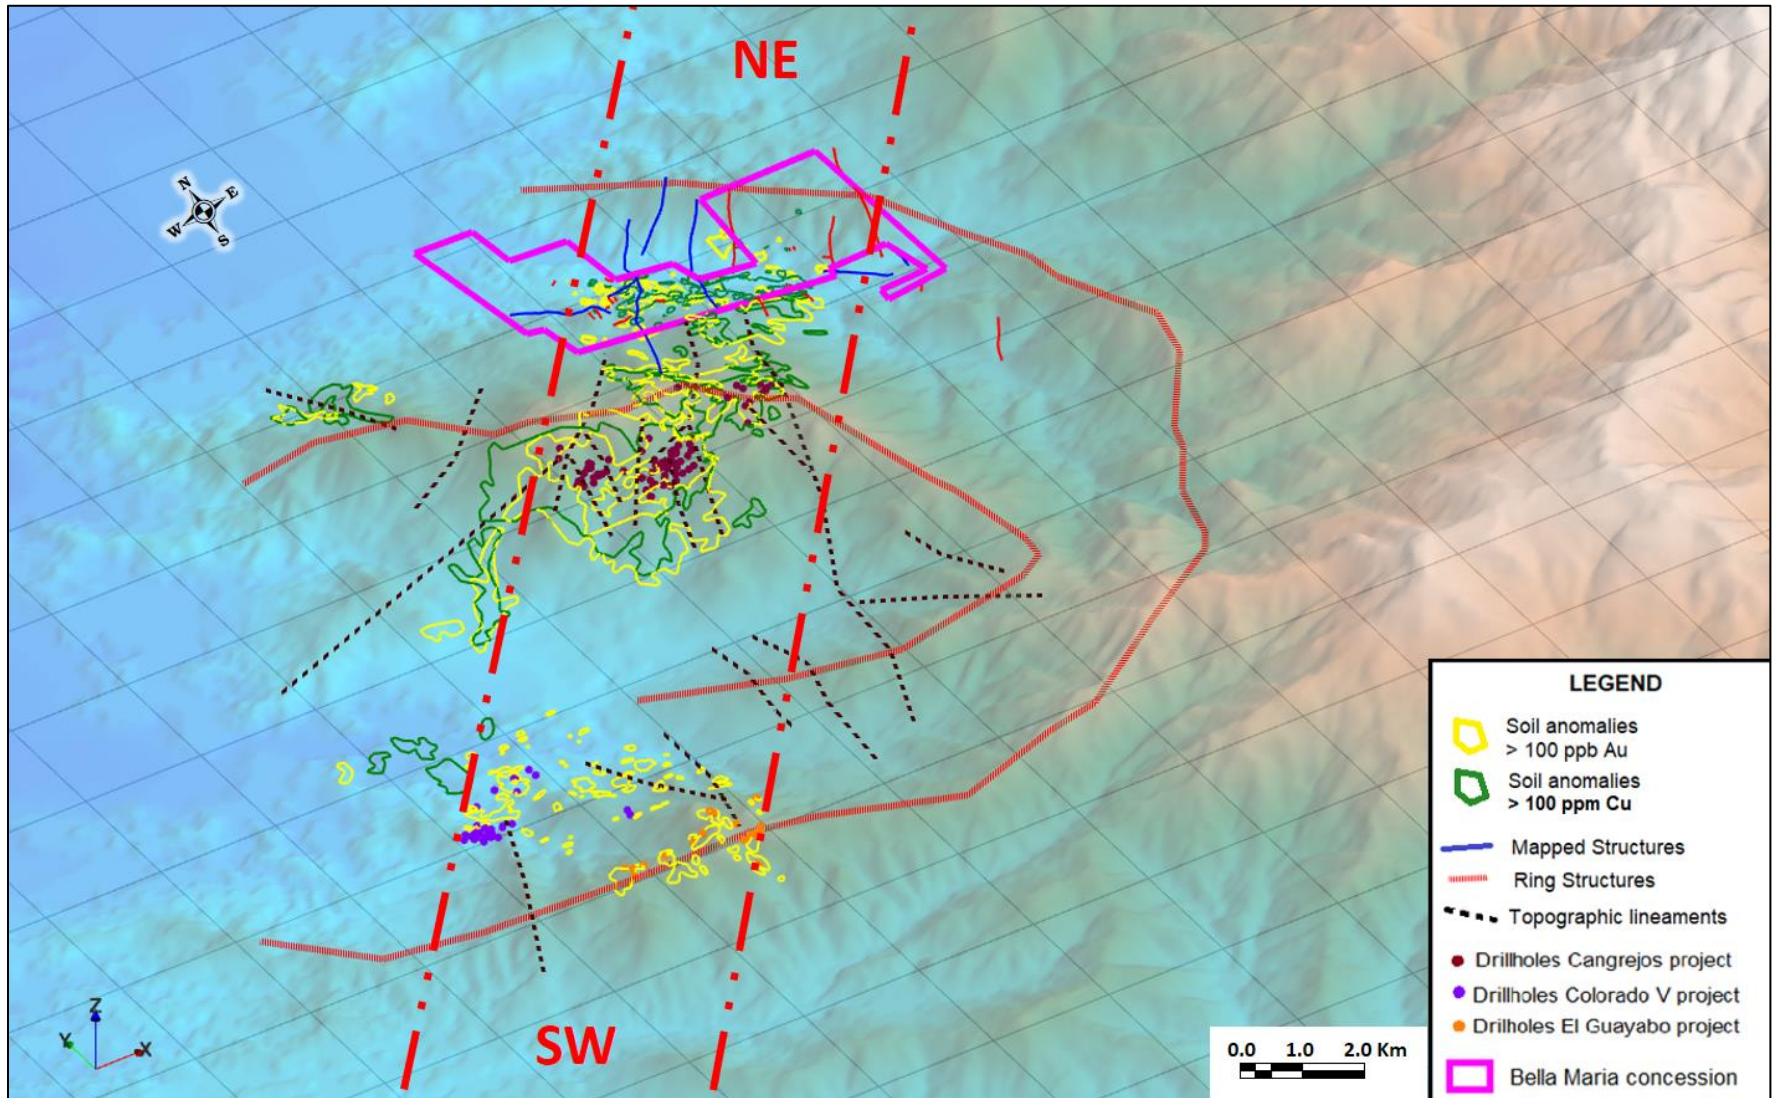 NE
N
E
W
S
SW
Z
Y
X
0.0 1.0 2.0 Km
LEGEND
Soil anomalies
> 100 ppb Au
Soil anomalies
> 100 ppm Cu
Mapped Structures
Ring Structures
Topographic lineaments
Drillholes Cangrejos project
Drillholes Colorado V project
Drilholes El Guayabo project
Bella Maria concession